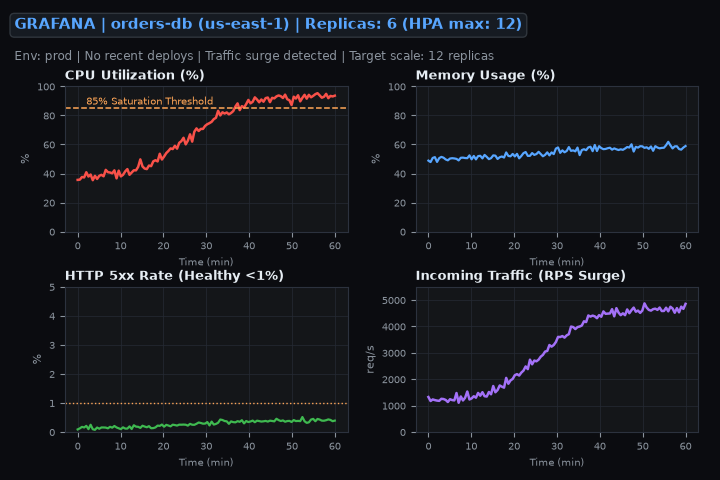 GRAFANA | orders-db (us-east-1) | Replicas: 6 (HPA max: 12)
Env: prod | No recent deploys | Traffic surge detected | Target scale: 12 replicas
CPU Utilization (%)
100
80
60
40
20
0
%
85% Saturation Threshold
0 10 20 30 40 50 60
Time (min)
Memory Usage (%)
100
80
60
40
20
0
%
0 10 20 30 40 50 60
Time (min)
HTTP 5xx Rate (Healthy <1%)
5
4
3
2
1
0
%
0 10 20 30 40 50 60
Time (min)
Incoming Traffic (RPS Surge)
5000
4000
3000
2000
1000
0
req/s
0 10 20 30 40 50 60
Time (min)